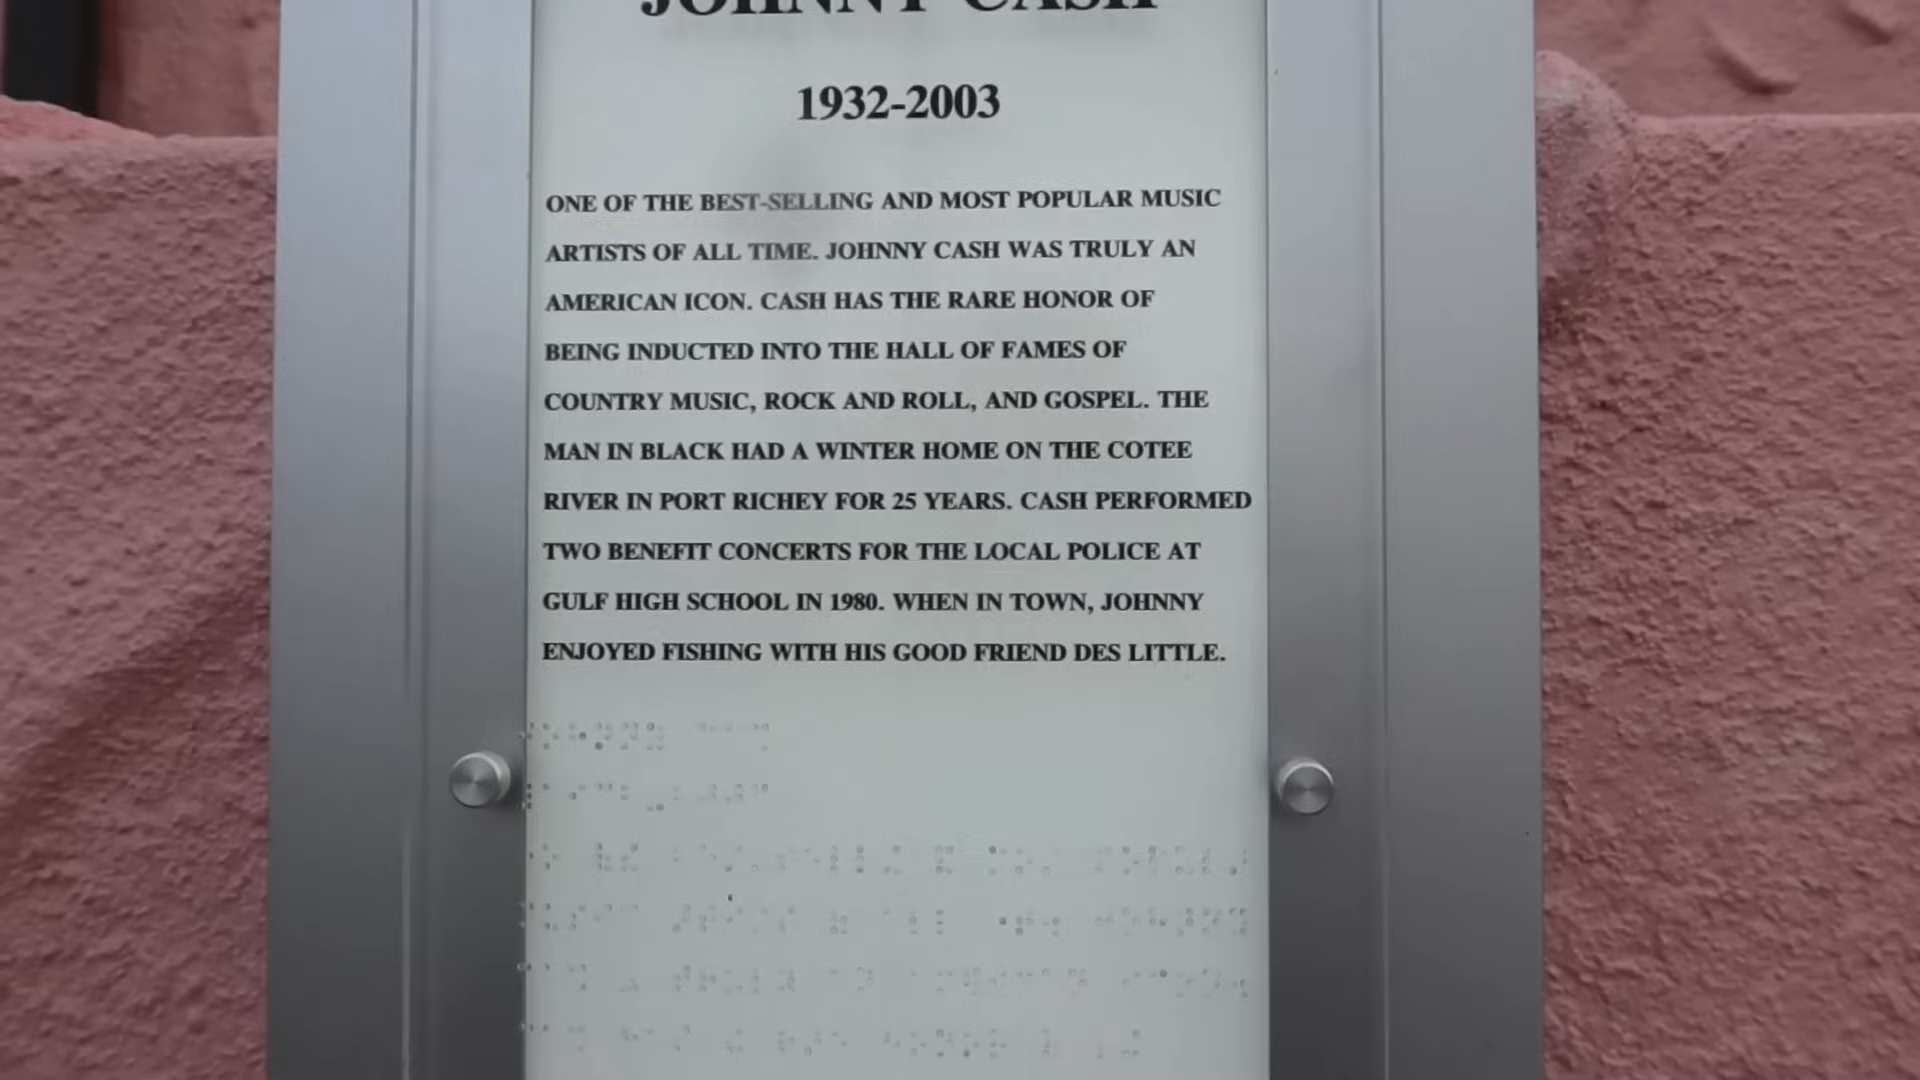 JOHNNY CASH
1932-2003
ONE OF THE BEST-SELLING AND MOST POPULAR MUSIC
ARTISTS OF ALL TIME. JOHNNY CASH WAS TRULY AN
AMERICAN ICON. CASH HAS THE RARE HONOR OF
BEING INDUCTED INTO THE HALL OF FAMES OF
COUNTRY MUSIC, ROCK AND ROLL, AND GOSPEL. THE
MAN IN BLACK HAD A WINTER HOME ON THE COTEE
RIVER IN PORT RICHEY FOR 25 YEARS. CASH PERFORMED
TWO BENEFIT CONCERTS FOR THE LOCAL POLICE AT
GULF HIGH SCHOOL IN 1980. WHEN IN TOWN, JOHNNY
ENJOYED FISHING WITH HIS GOOD FRIEND DES LITTLE.